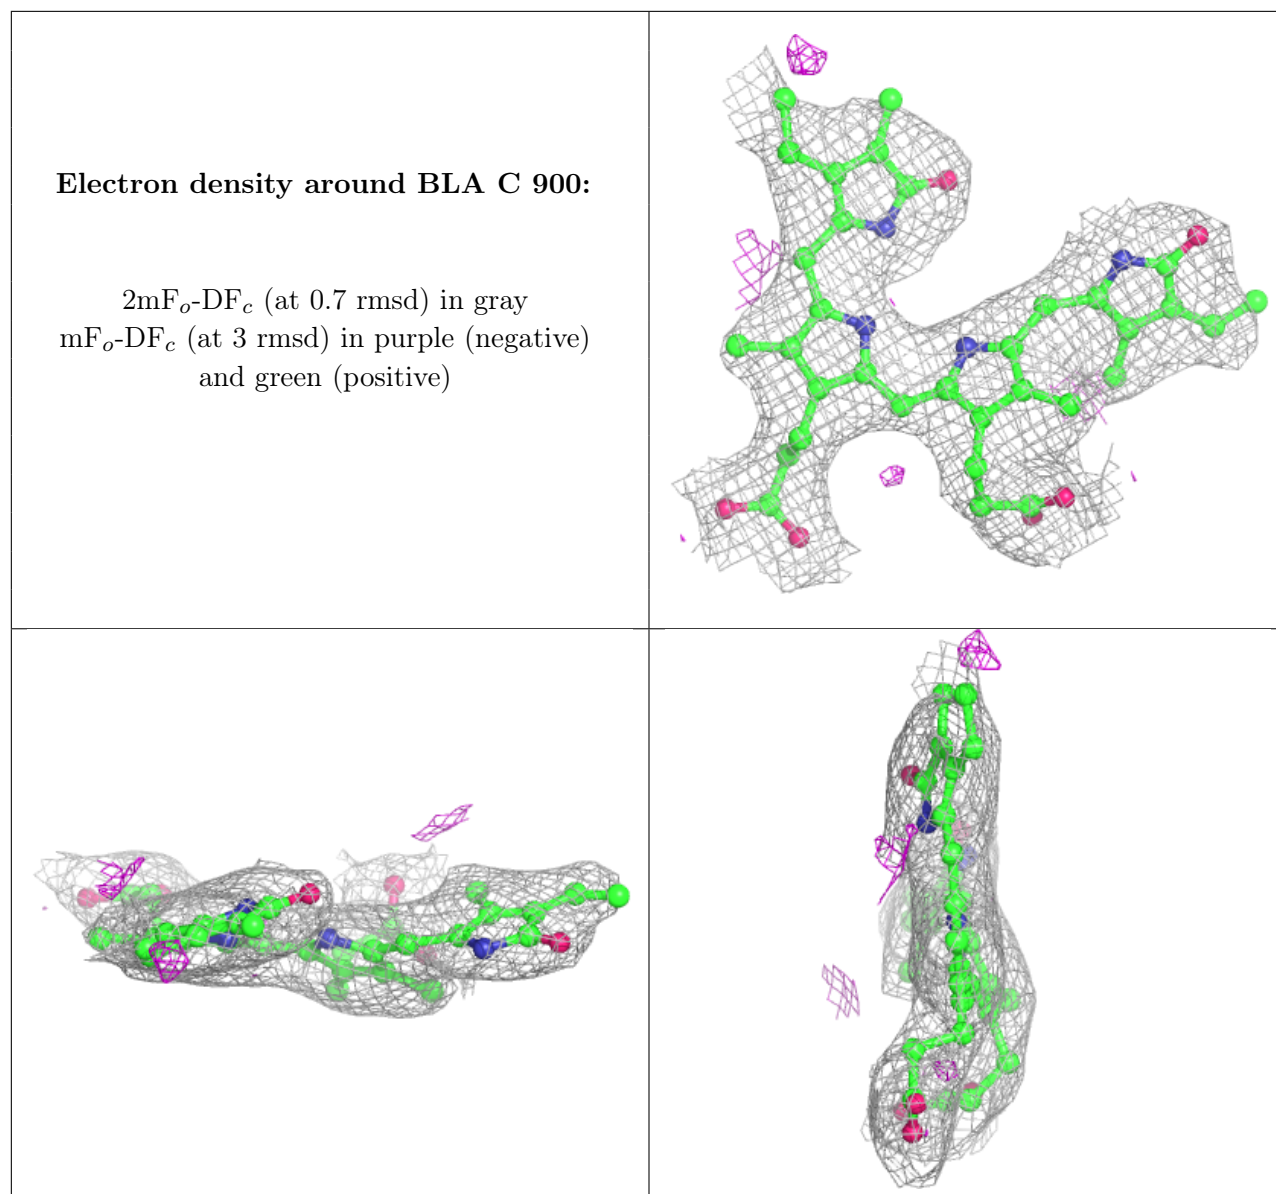 Electron density around BLA C 900:
2mFo-DFc (at 0.7 rmsd) in gray
mFo-DFc (at 3 rmsd) in purple (negative)
and green (positive)